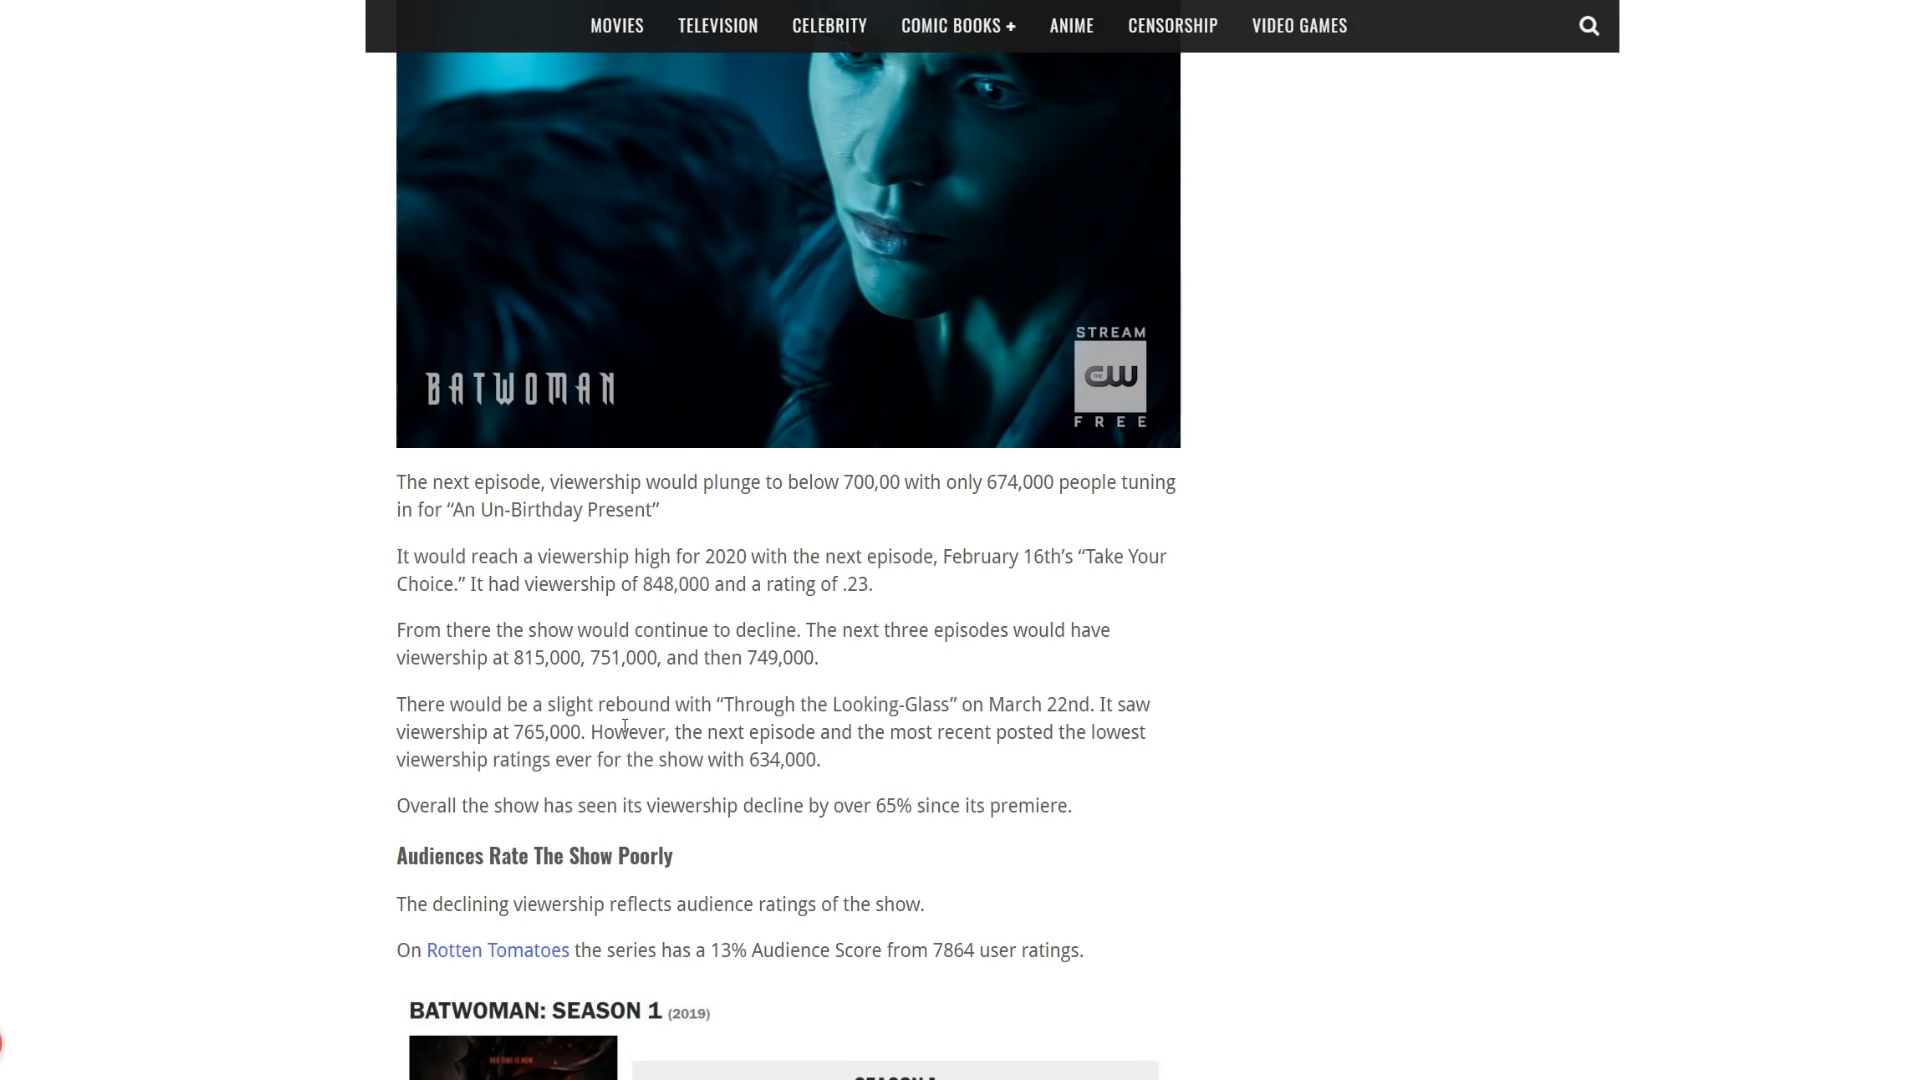 MOVIES TELEVISION CELEBRITY COMIC BOOKS + ANIME CENSORSHIP VIDEO GAMES
STREAM
THE CW
BATWOMAN
FREE
The next episode, viewership would plunge to below 700,00 with only 674,000 people tuning
in for “An Un-Birthday Present”
It would reach a viewership high for 2020 with the next episode, February 16th’s “Take Your
Choice.” It had viewership of 848,000 and a rating of .23.
From there the show would continue to decline. The next three episodes would have
viewership at 815,000, 751,000, and then 749,000.
There would be a slight rebound with “Through the Looking-Glass” on March 22nd. It saw
viewership at 765,000. However, the next episode and the most recent posted the lowest
viewership ratings ever for the show with 634,000.
Overall the show has seen its viewership decline by over 65% since its premiere.
Audiences Rate The Show Poorly
The declining viewership reflects audience ratings of the show.
On Rotten Tomatoes the series has a 13% Audience Score from 7864 user ratings.
BATWOMAN: SEASON 1 (2019)
HER TIME IS NOW